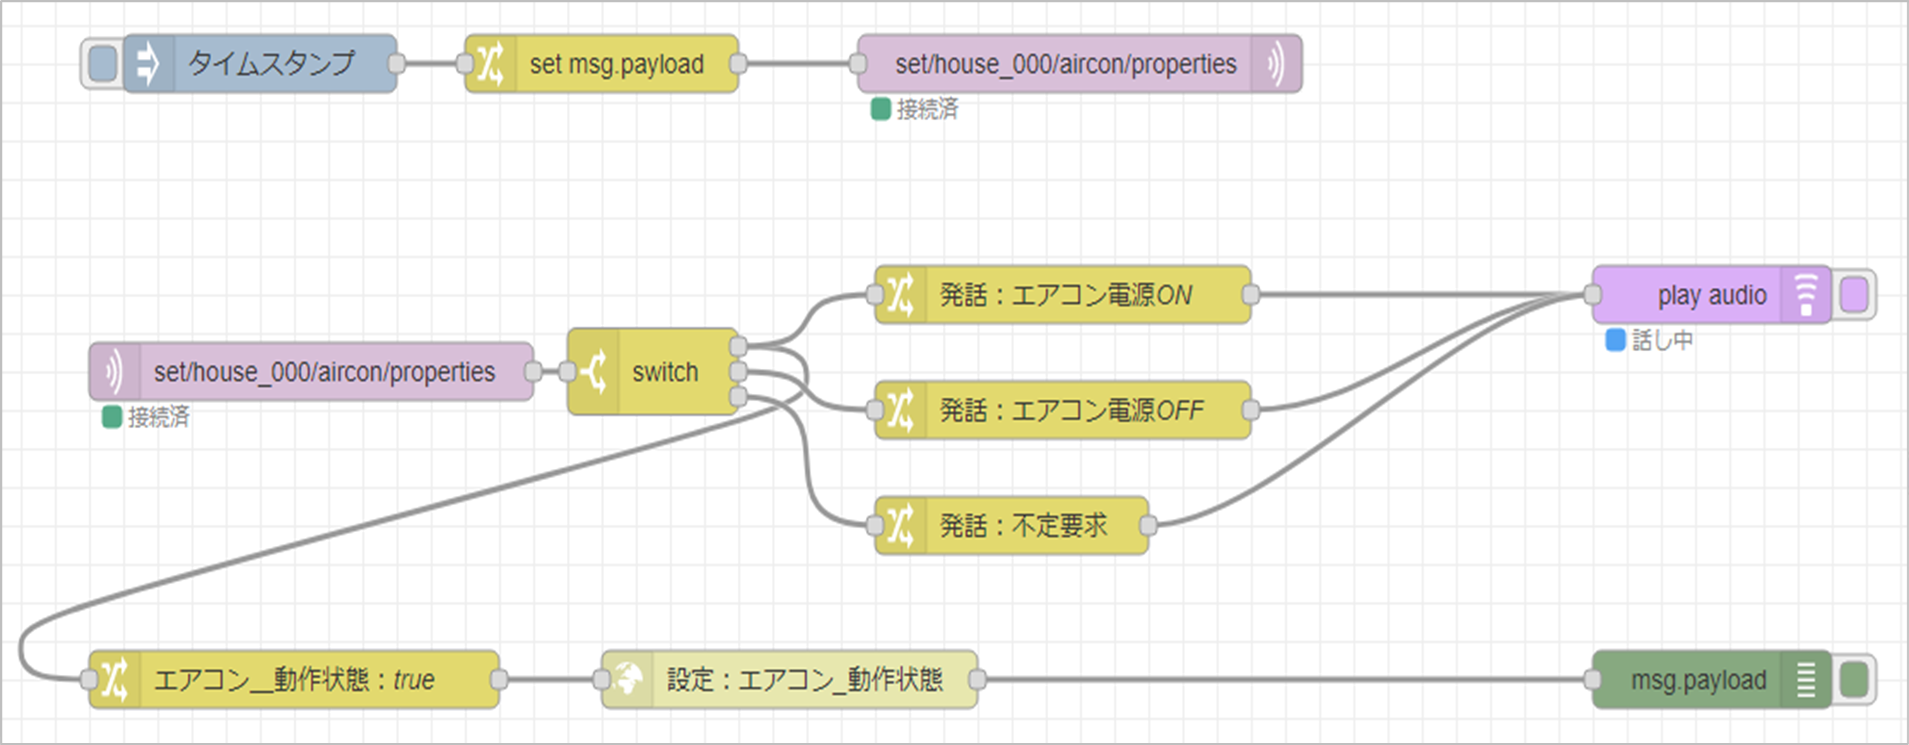 タイムスタンプ
set msg.payload
set/house_000/aircon/properties
接続済
発話：エアコン電源ON
play audio
話し中
set/house_000/aircon/properties
接続済
switch
発話：エアコン電源OFF
発話：不定要求
エアコン__動作状態：true
設定：エアコン_動作状態
msg.payload